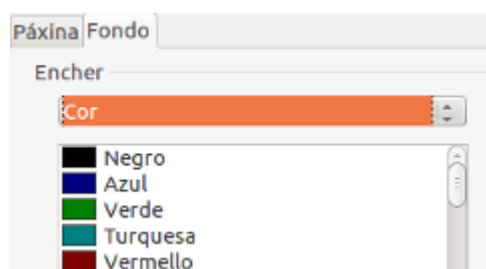 Páxina Fondo
Encher
Cor
Negro
Azul
Verde
Turquesa
Vermello